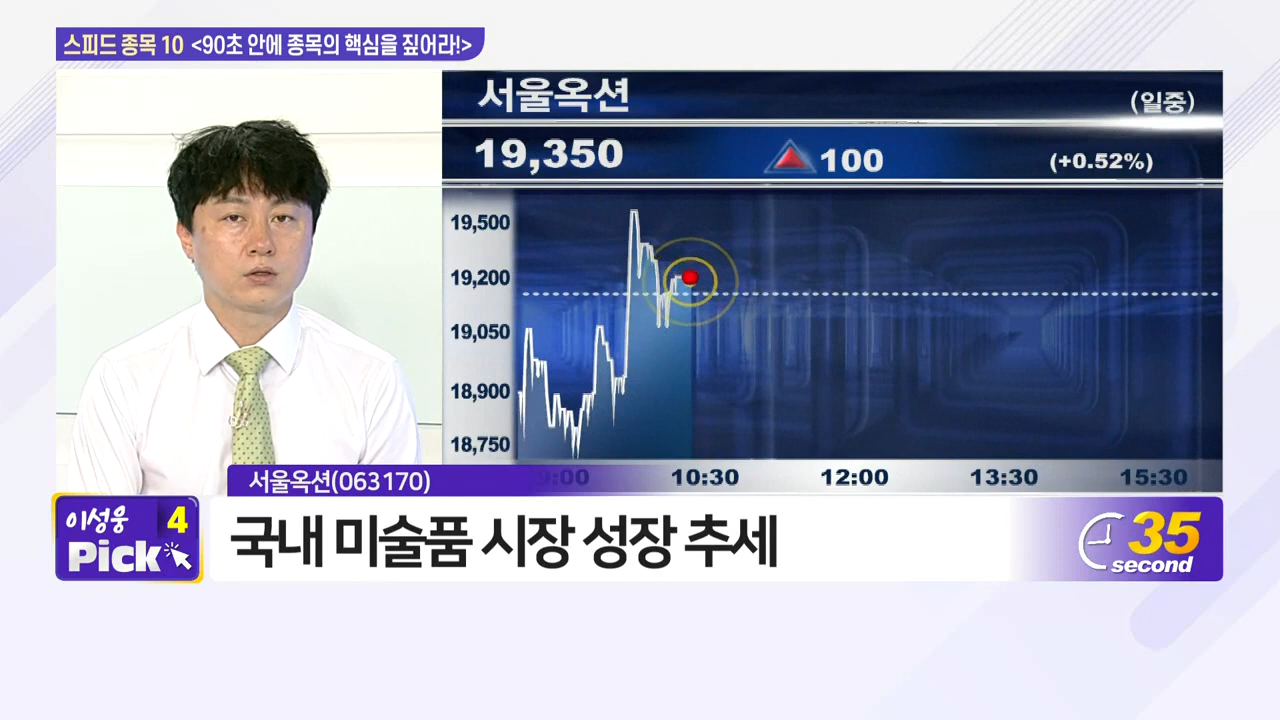 스피드 종목 10 <90초 안에 종목의 핵심을 짚어라!>
서울옥션
(일중)
19,350
100
(+0.52%)
19,500
19,200
19,050
18,900
18,750
9:00
10:30
12:00
13:30
15:30
서울옥션(063170)
이성웅 4
Pick
국내 미술품 시장 성장 추세
35
second